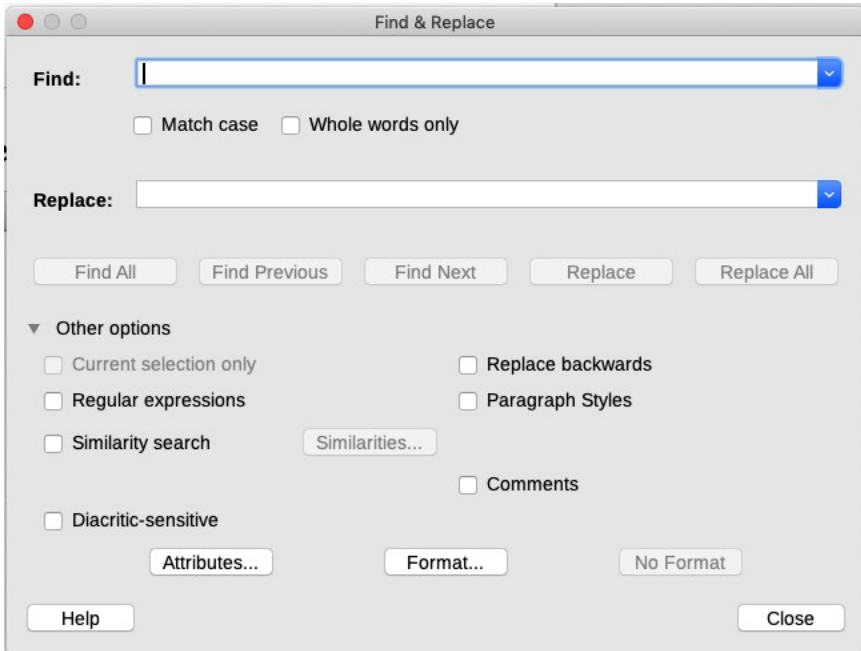 Find & Replace
Find:
Match case Whole words only
Replace:
Find All Find Previous Find Next Replace Replace All
Other options
Current selection only Replace backwards
Regular expressions Paragraph Styles
Similarity search Similarities...
Comments
Diacritic-sensitive
Attributes... Format... No Format
Help Close